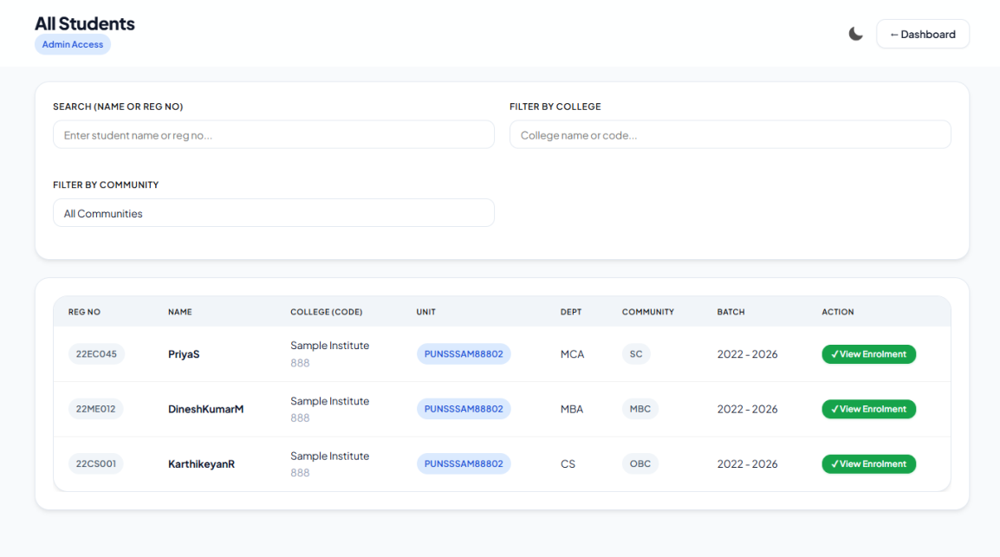 All Students
Admin Access
← Dashboard
SEARCH (NAME OR REG NO)
Enter student name or reg no...
FILTER BY COLLEGE
College name or code...
FILTER BY COMMUNITY
All Communities
REG NO NAME COLLEGE (CODE) UNIT DEPT COMMUNITY BATCH ACTION
22EC045 PriyaS Sample Institute PUNSSSAM88802 MCA SC 2022 - 2026 ✓ View Enrolment
888
22ME012 DineshKumarM Sample Institute PUNSSSAM88802 MBA MBC 2022 - 2026 ✓ View Enrolment
888
22CS001 KarthikeyanR Sample Institute PUNSSSAM88802 CS OBC 2022 - 2026 ✓ View Enrolment
888